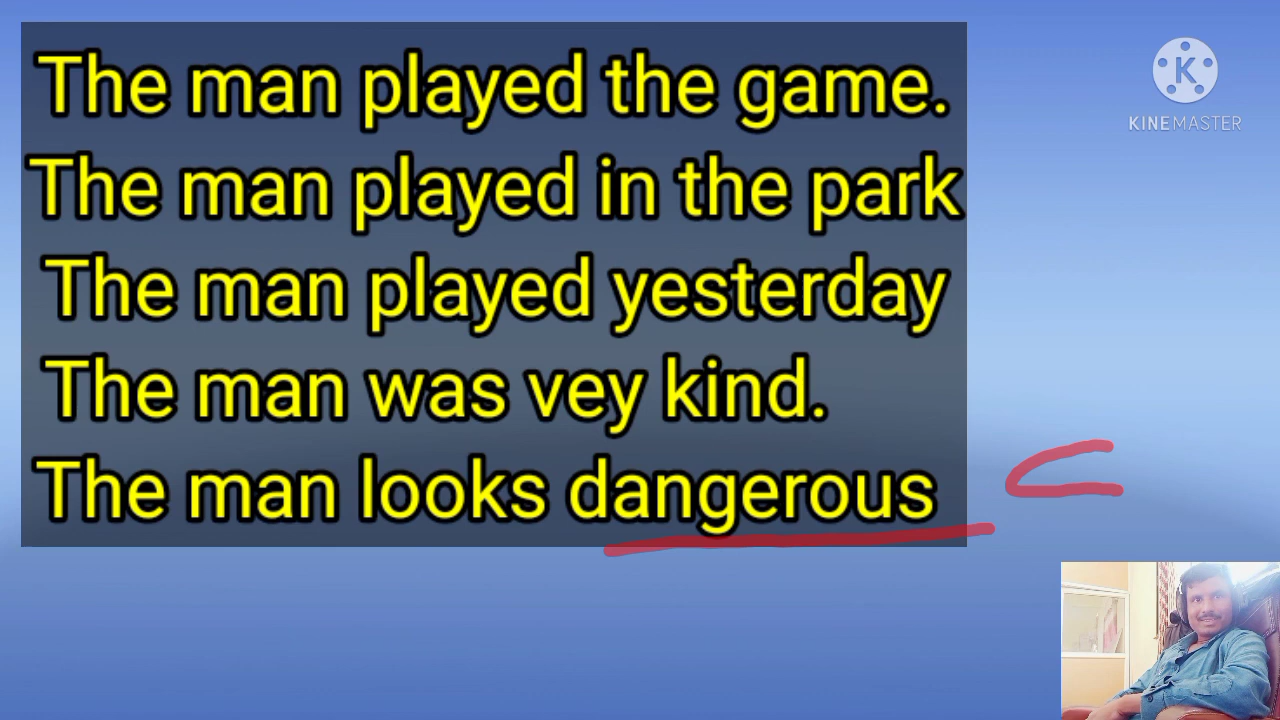 The man played the game.
The man played in the park
The man played yesterday
The man was vey kind.
The man looks dangerous
C
K
KINEMASTER